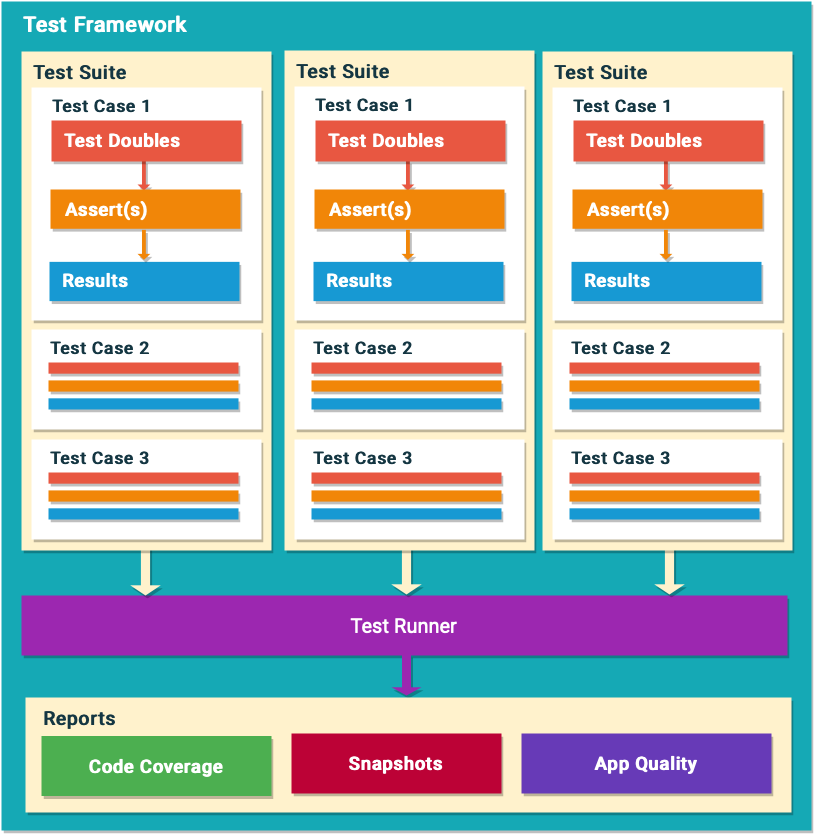 Test Framework
Test Suite
Test Case 1
Test Doubles
Assert(s)
Results
Test Case 2
Test Case 3
Test Suite
Test Case 1
Test Doubles
Assert(s)
Results
Test Case 2
Test Case 3
Test Suite
Test Case 1
Test Doubles
Assert(s)
Results
Test Case 2
Test Case 3
Test Runner
Reports
Code Coverage
Snapshots
App Quality